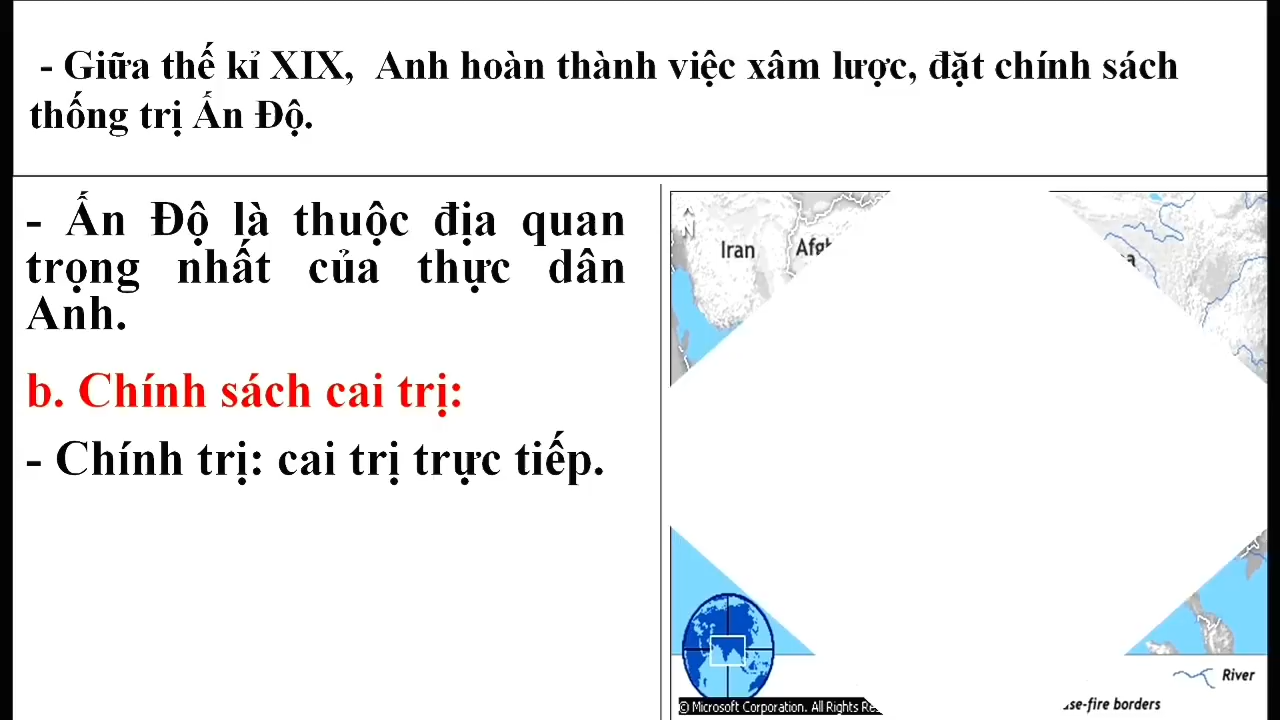 - Giữa thế kỉ XIX, Anh hoàn thành việc xâm lược, đặt chính sách
thống trị Ấn Độ.
- Ấn Độ là thuộc địa quan
trọng nhất của thực dân
Anh.
b. Chính sách cai trị:
- Chính trị: cai trị trực tiếp.
N
Iran
River
© Microsoft Corporation. All Rights
borders